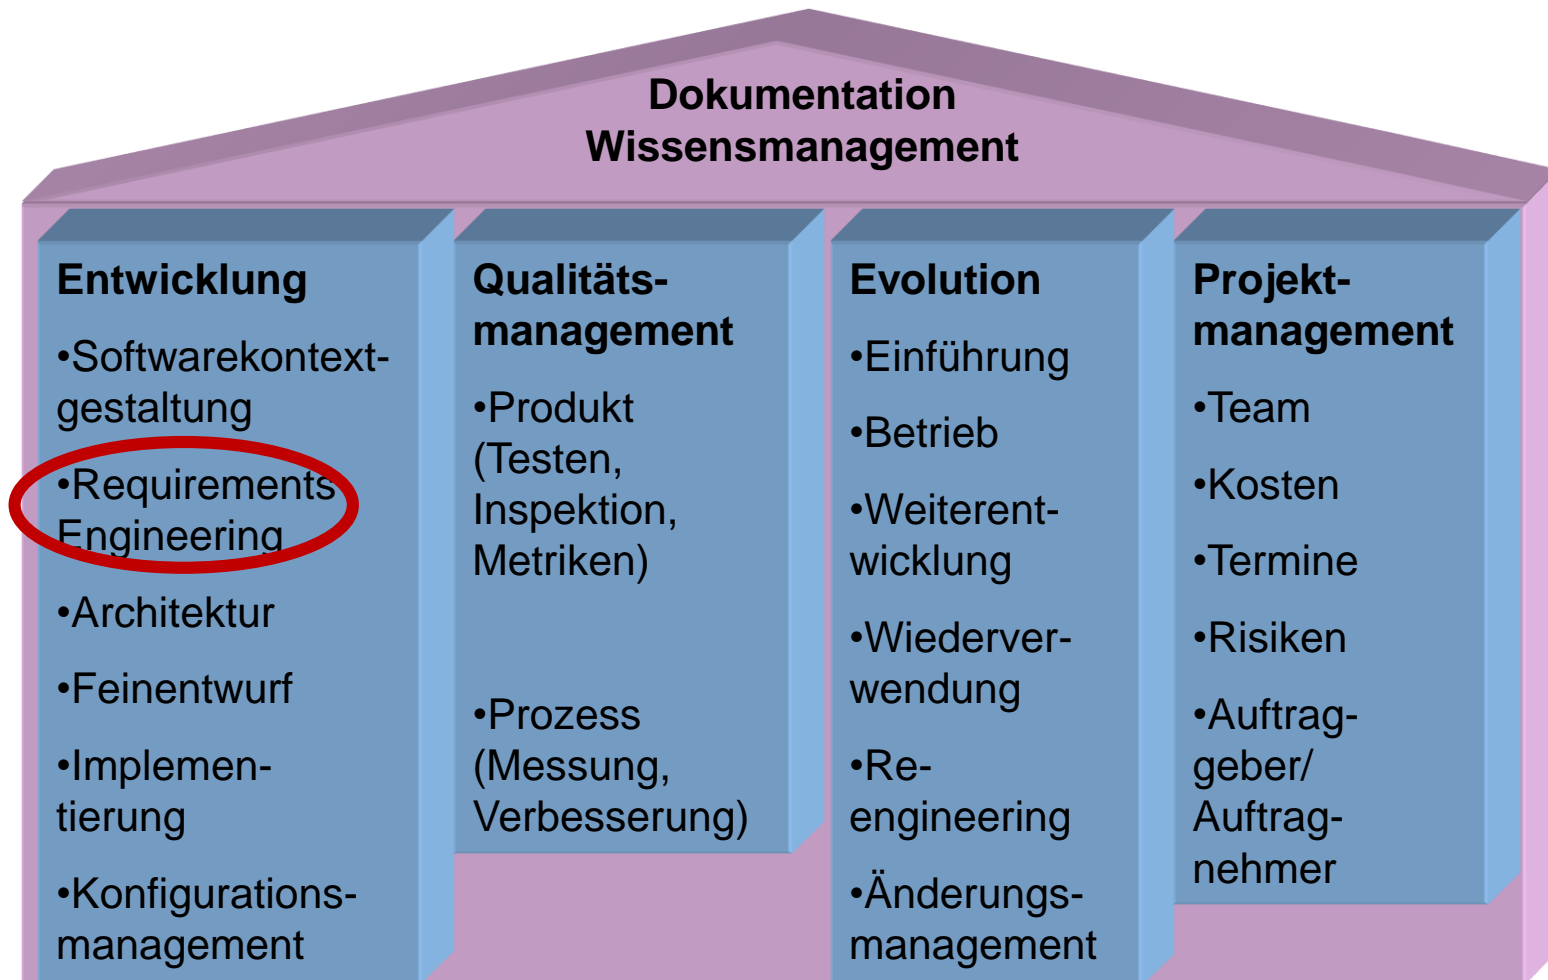 Dokumentation
Wissensmanagement
Entwicklung
•Softwarekontext-
gestaltung
•Requirements
Engineering
•Architektur
•Feinentwurf
•Implemen-
tierung
•Konfigurations-
management
Qualitäts-
management
•Produkt
(Testen,
Inspektion,
Metriken)
•Prozess
(Messung,
Verbesserung)
Evolution
•Einführung
•Betrieb
•Weiterent-
wicklung
•Wiederver-
wendung
•Re-
engineering
•Änderungs-
management
Projekt-
management
•Team
•Kosten
•Termine
•Risiken
•Auftrag-
geber/
Auftrag-
nehmer